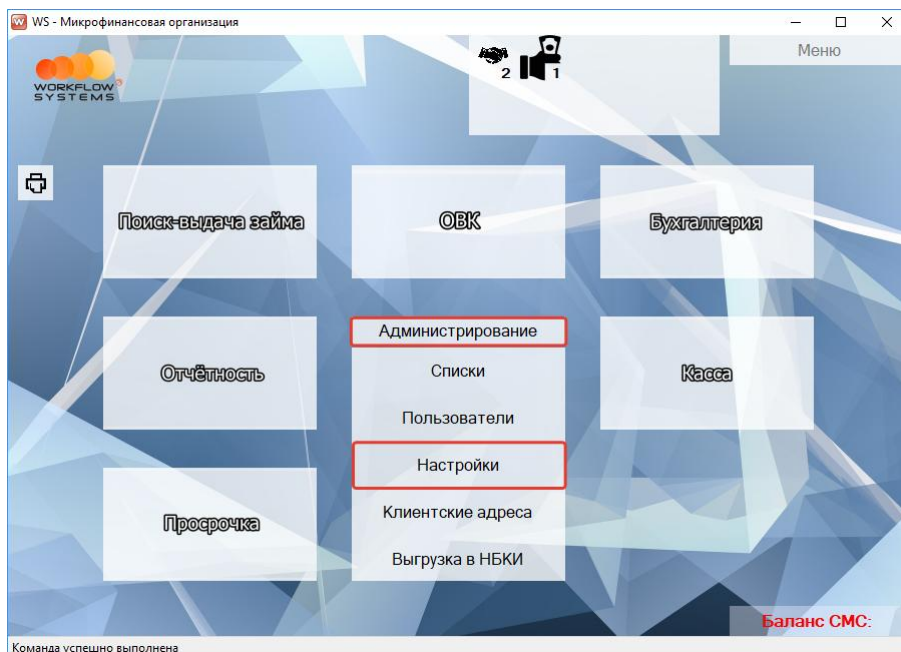 WS - Микрофинансовая организация
Меню
WORKFLOW
SYSTEMS
2 1
Поиск-выдача займа
ОВК
Бухгалтерия
Отчётность
Администрирование
Списки
Пользователи
Настройки
Клиентские адреса
Выгрузка в НБКИ
Касса
Просрочка
Баланс СМС:
Команда успешно выполнена